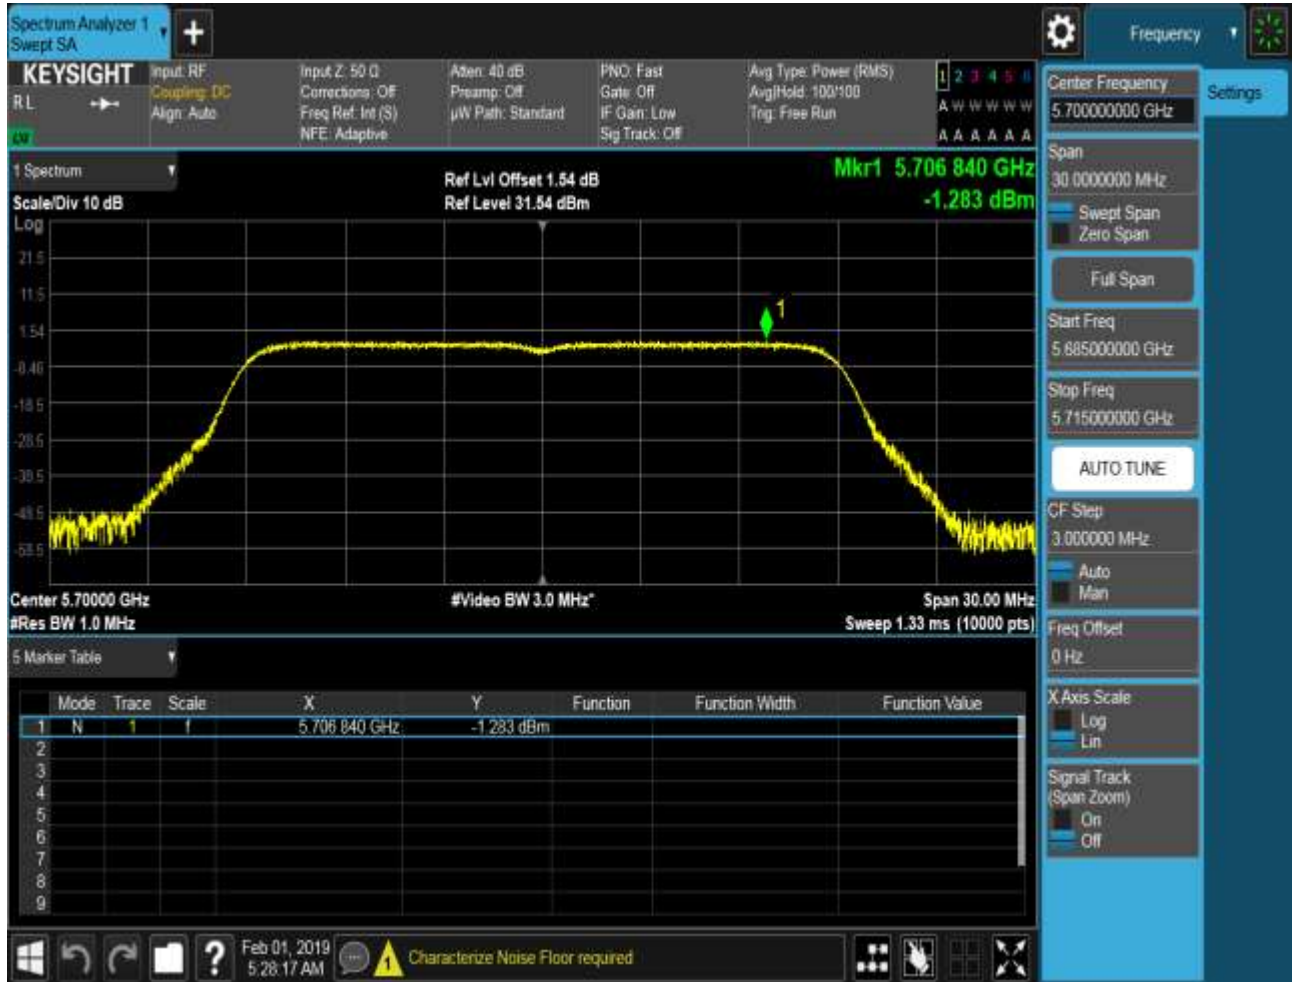 Spectrum Analyzer 1
Swept SA
+
Frequency
KEYSIGHT
RL
Input: RF
Coupling: DC
Align: Auto
Input Z: 50 Ω
Corrections: Off
Freq Ref: Int (S)
NFE: Adaptive
Atten: 40 dB
Preamp: Off
µW Path: Standard
PNO: Fast
Gate: Off
IF Gain: Low
Sig Track: Off
Avg Type: Power (RMS)
Avg|Hold: 100/100
Trig: Free Run
1 2 3 4 5 6
A W W W W W
A A A A A A
1 Spectrum
Scale/Div 10 dB
Ref Lvl Offset 1.54 dB
Ref Level 31.54 dBm
Mkr1 5.706 840 GHz
-1.283 dBm
Log
21.5
11.5
1.54
-8.46
-18.5
-28.5
-38.5
-48.5
-58.5
1
Center 5.70000 GHz
#Res BW 1.0 MHz
#Video BW 3.0 MHz*
Span 30.00 MHz
Sweep 1.33 ms (10000 pts)
5 Marker Table
Mode Trace Scale X Y Function Function Width Function Value
1 N 1 f 5.706 840 GHz -1.283 dBm
2
3
4
5
6
7
8
9
Feb 01, 2019
5:28:17 AM
?
1
Characterize Noise Floor required
Center Frequency
5.700000000 GHz
Settings
Span
30.0000000 MHz
Swept Span
Zero Span
Full Span
Start Freq
5.685000000 GHz
Stop Freq
5.715000000 GHz
AUTO TUNE
CF Step
3.000000 MHz
Auto
Man
Freq Offset
0 Hz
X Axis Scale
Log
Lin
Signal Track
(Span Zoom)
On
Off